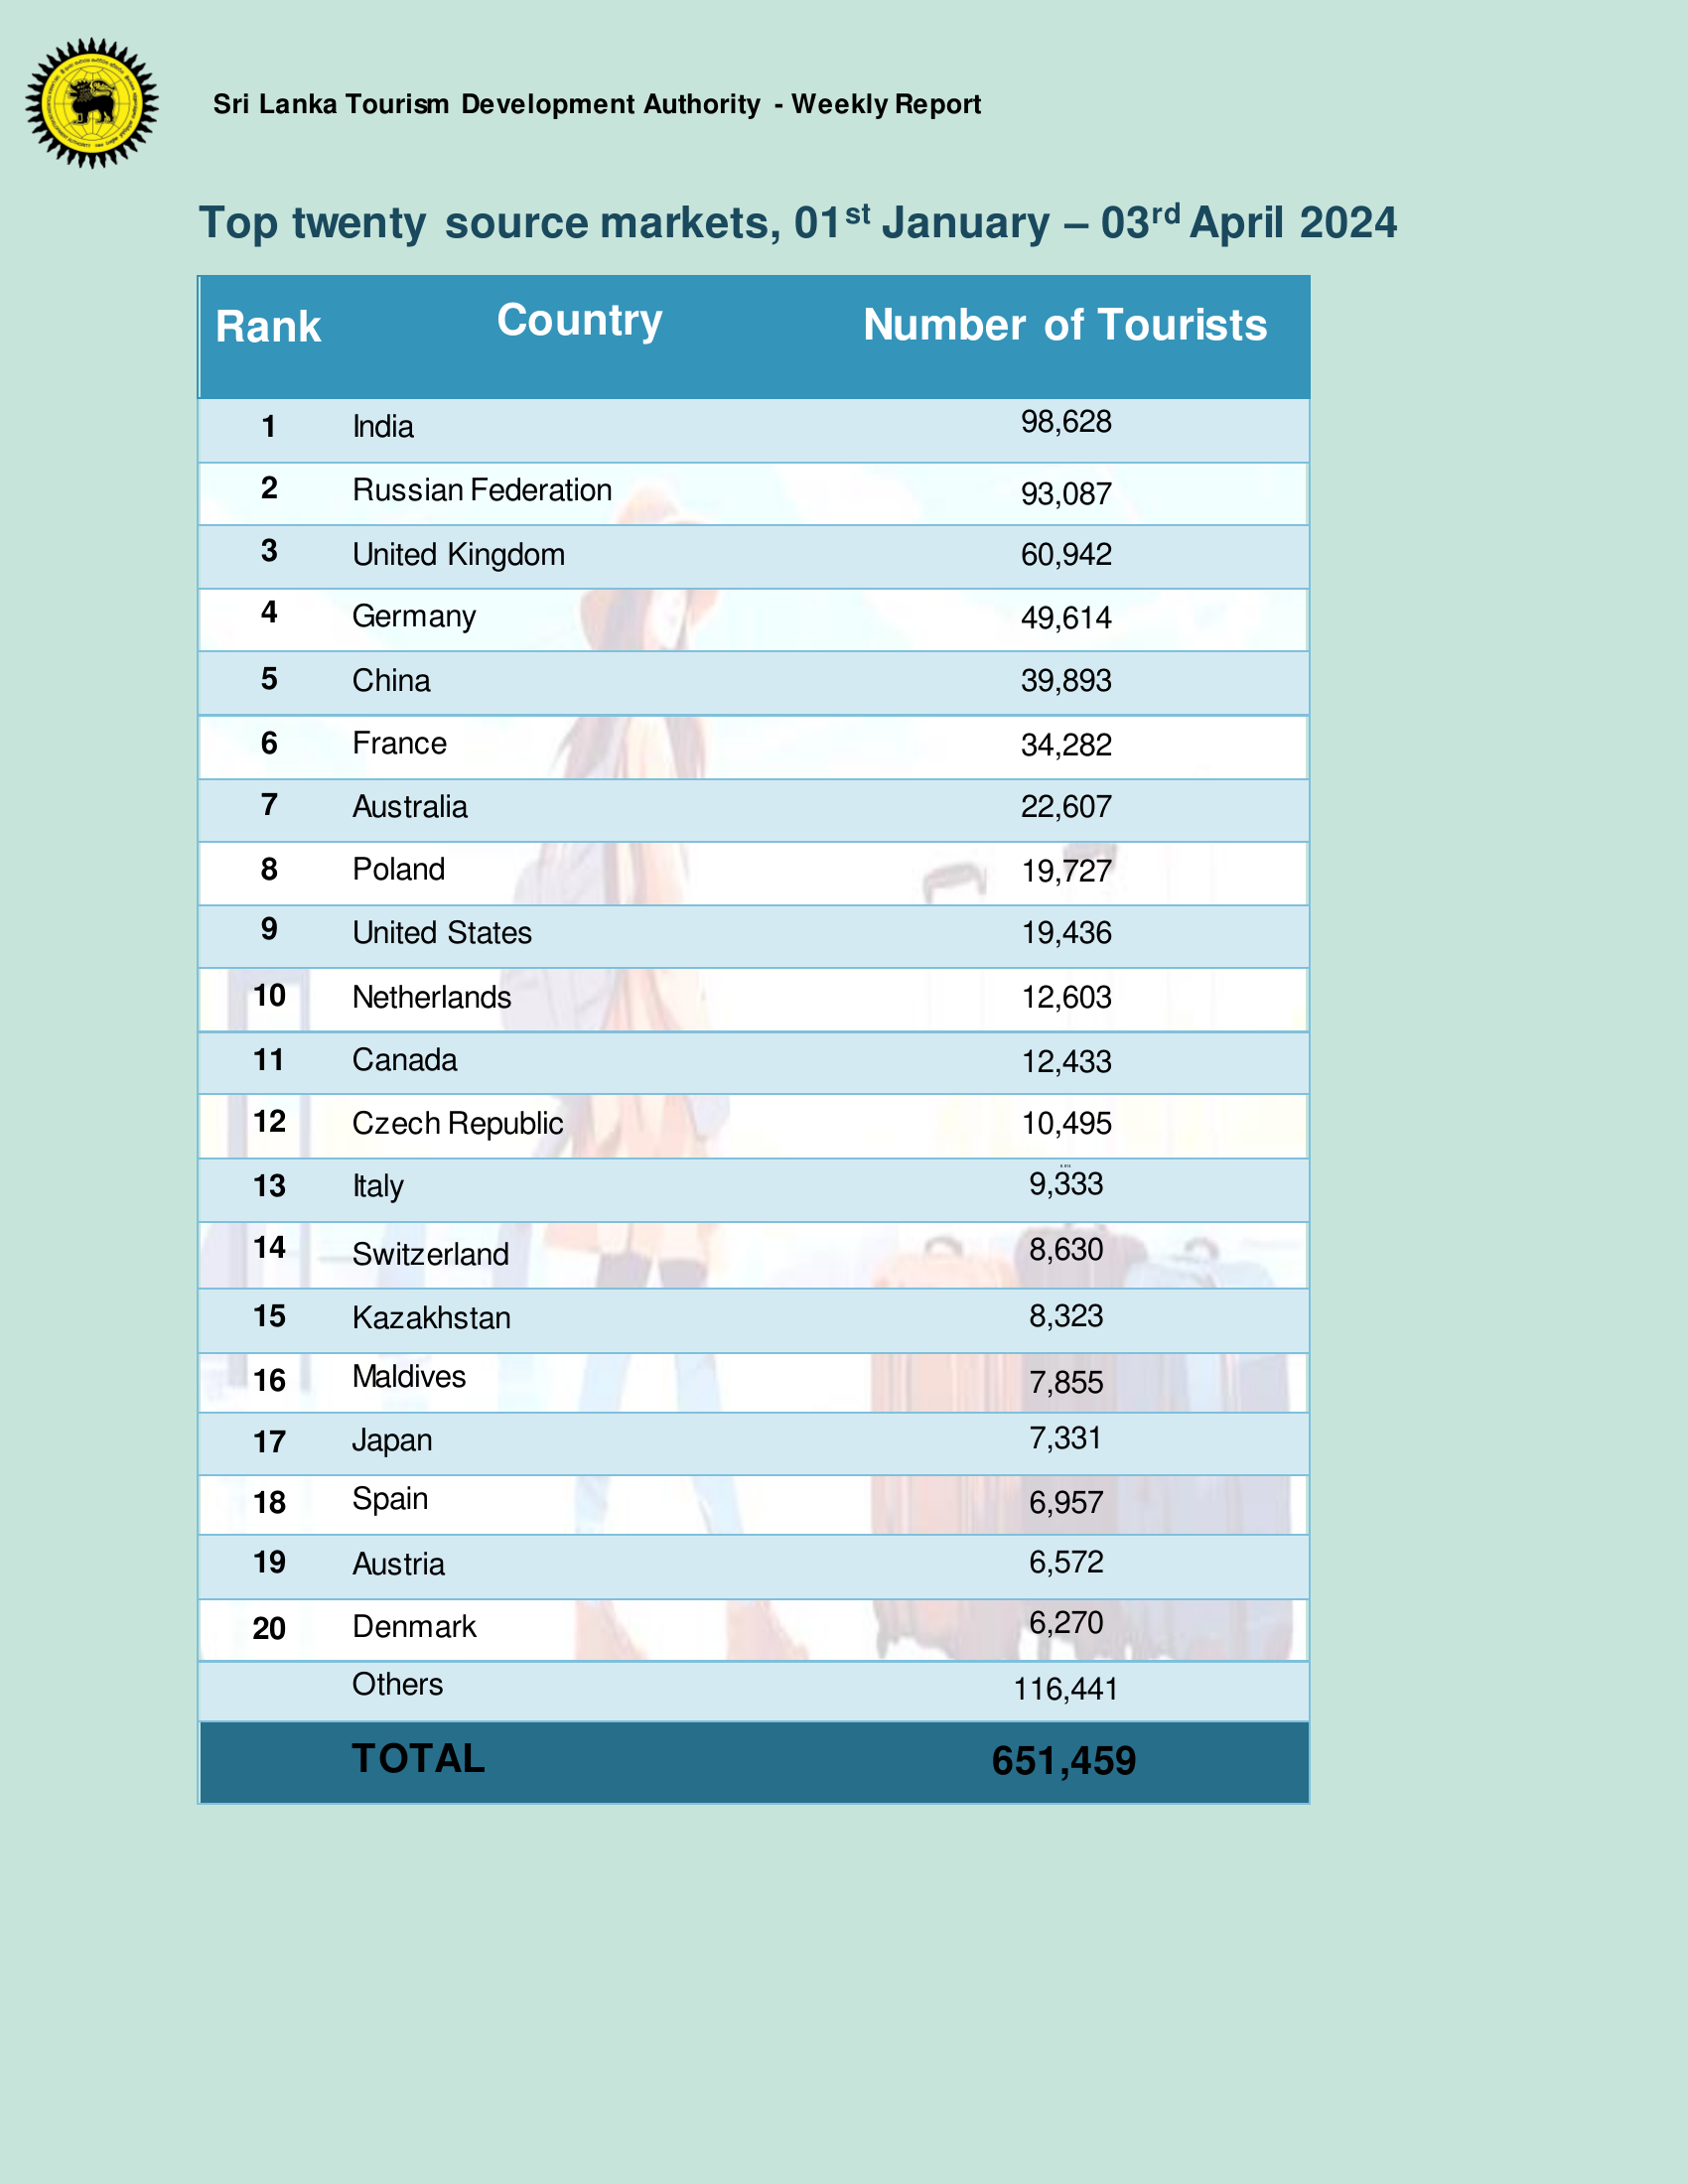 Sri Lanka Tourism Development Authority - Weekly Report
Top twenty source markets, 01st January – 03rd April 2024
Rank Country Number of Tourists
1 India 98,628
2 Russian Federation 93,087
3 United Kingdom 60,942
4 Germany 49,614
5 China 39,893
6 France 34,282
7 Australia 22,607
8 Poland 19,727
9 United States 19,436
10 Netherlands 12,603
11 Canada 12,433
12 Czech Republic 10,495
13 Italy 9,333
14 Switzerland 8,630
15 Kazakhstan 8,323
16 Maldives 7,855
17 Japan 7,331
18 Spain 6,957
19 Austria 6,572
20 Denmark 6,270
Others 116,441
TOTAL 651,459